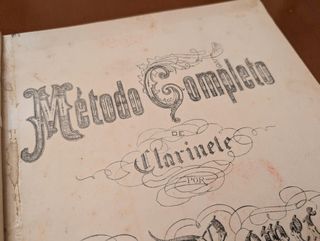 Método Completo
DE
Clarinete
POR